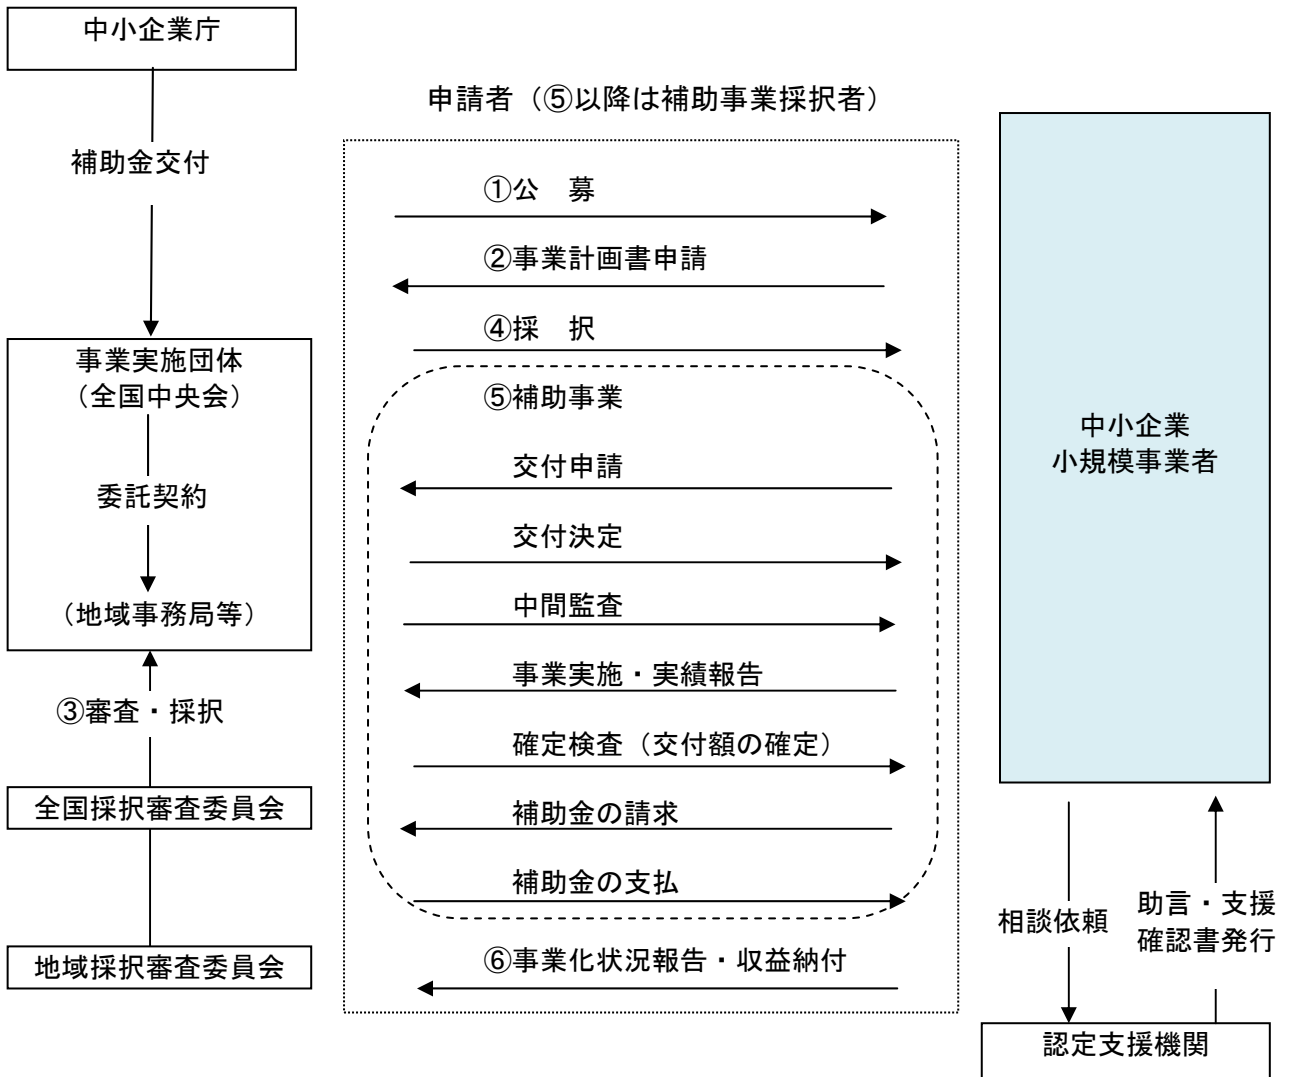 中小企業庁
補助金交付
事業実施団体
（全国中央会）
委託契約
（地域事務局等）
③審査・採択
全国採択審査委員会
地域採択審査委員会
申請者（⑤以降は補助事業採択者）
①公　募
②事業計画書申請
④採　択
⑤補助事業
交付申請
交付決定
中間監査
事業実施・実績報告
確定検査（交付額の確定）
補助金の請求
補助金の支払
⑥事業化状況報告・収益納付
中小企業
小規模事業者
相談依頼
助言・支援
確認書発行
認定支援機関